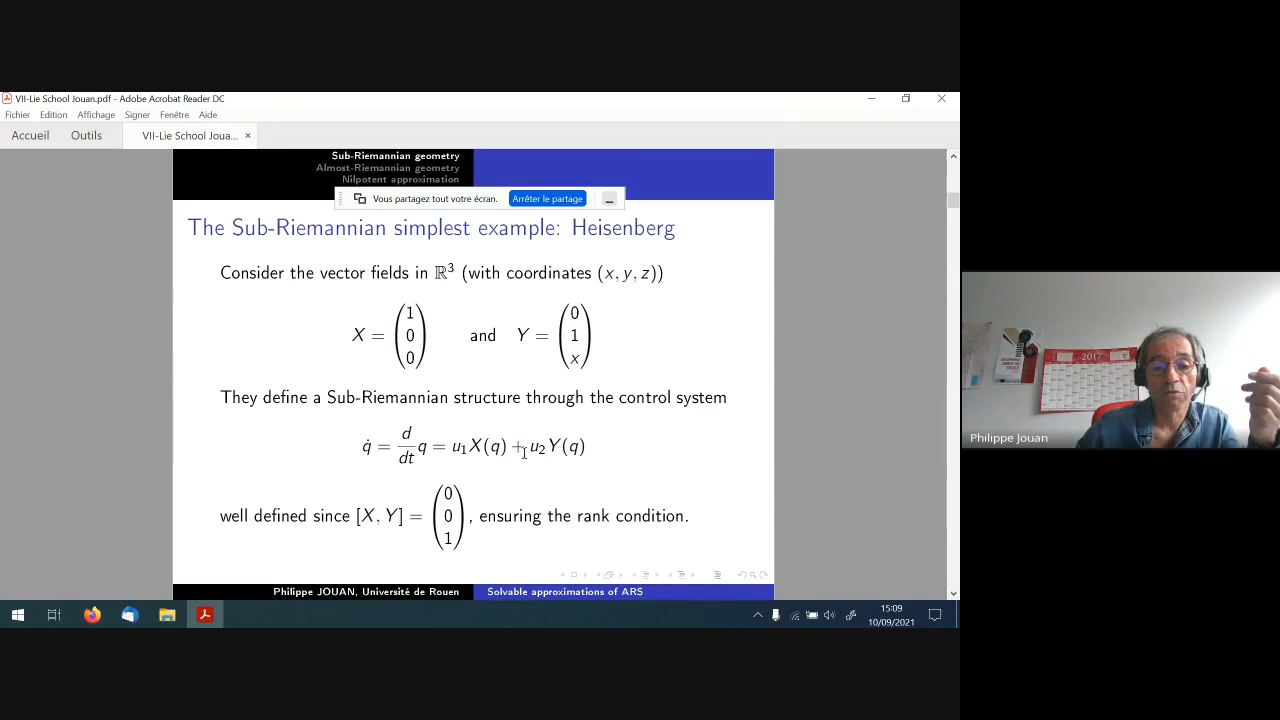 VII-Lie School Jouan.pdf - Adobe Acrobat Reader DC
Fichier Edition Affichage Signer Fenêtre Aide
Accueil Outils VII-Lie School Joua... ×
Sub-Riemannian geometry
Almost-Riemannian geometry
Nilpotent approximation
Vous partagez tout votre écran. Arrêter le partage
The Sub-Riemannian simplest example: Heisenberg
Consider the vector fields in ℝ³ (with coordinates (x, y, z))
X = (1 0 0) and Y = (0 1 x)
They define a Sub-Riemannian structure through the control system
q̇ = d/dt q = u₁X(q) + u₂Y(q)
well defined since [X, Y] = (0 0 1), ensuring the rank condition.
Philippe JOUAN, Université de Rouen Solvable approximations of ARS
15:09
10/09/2021
2017
Philippe Jouan